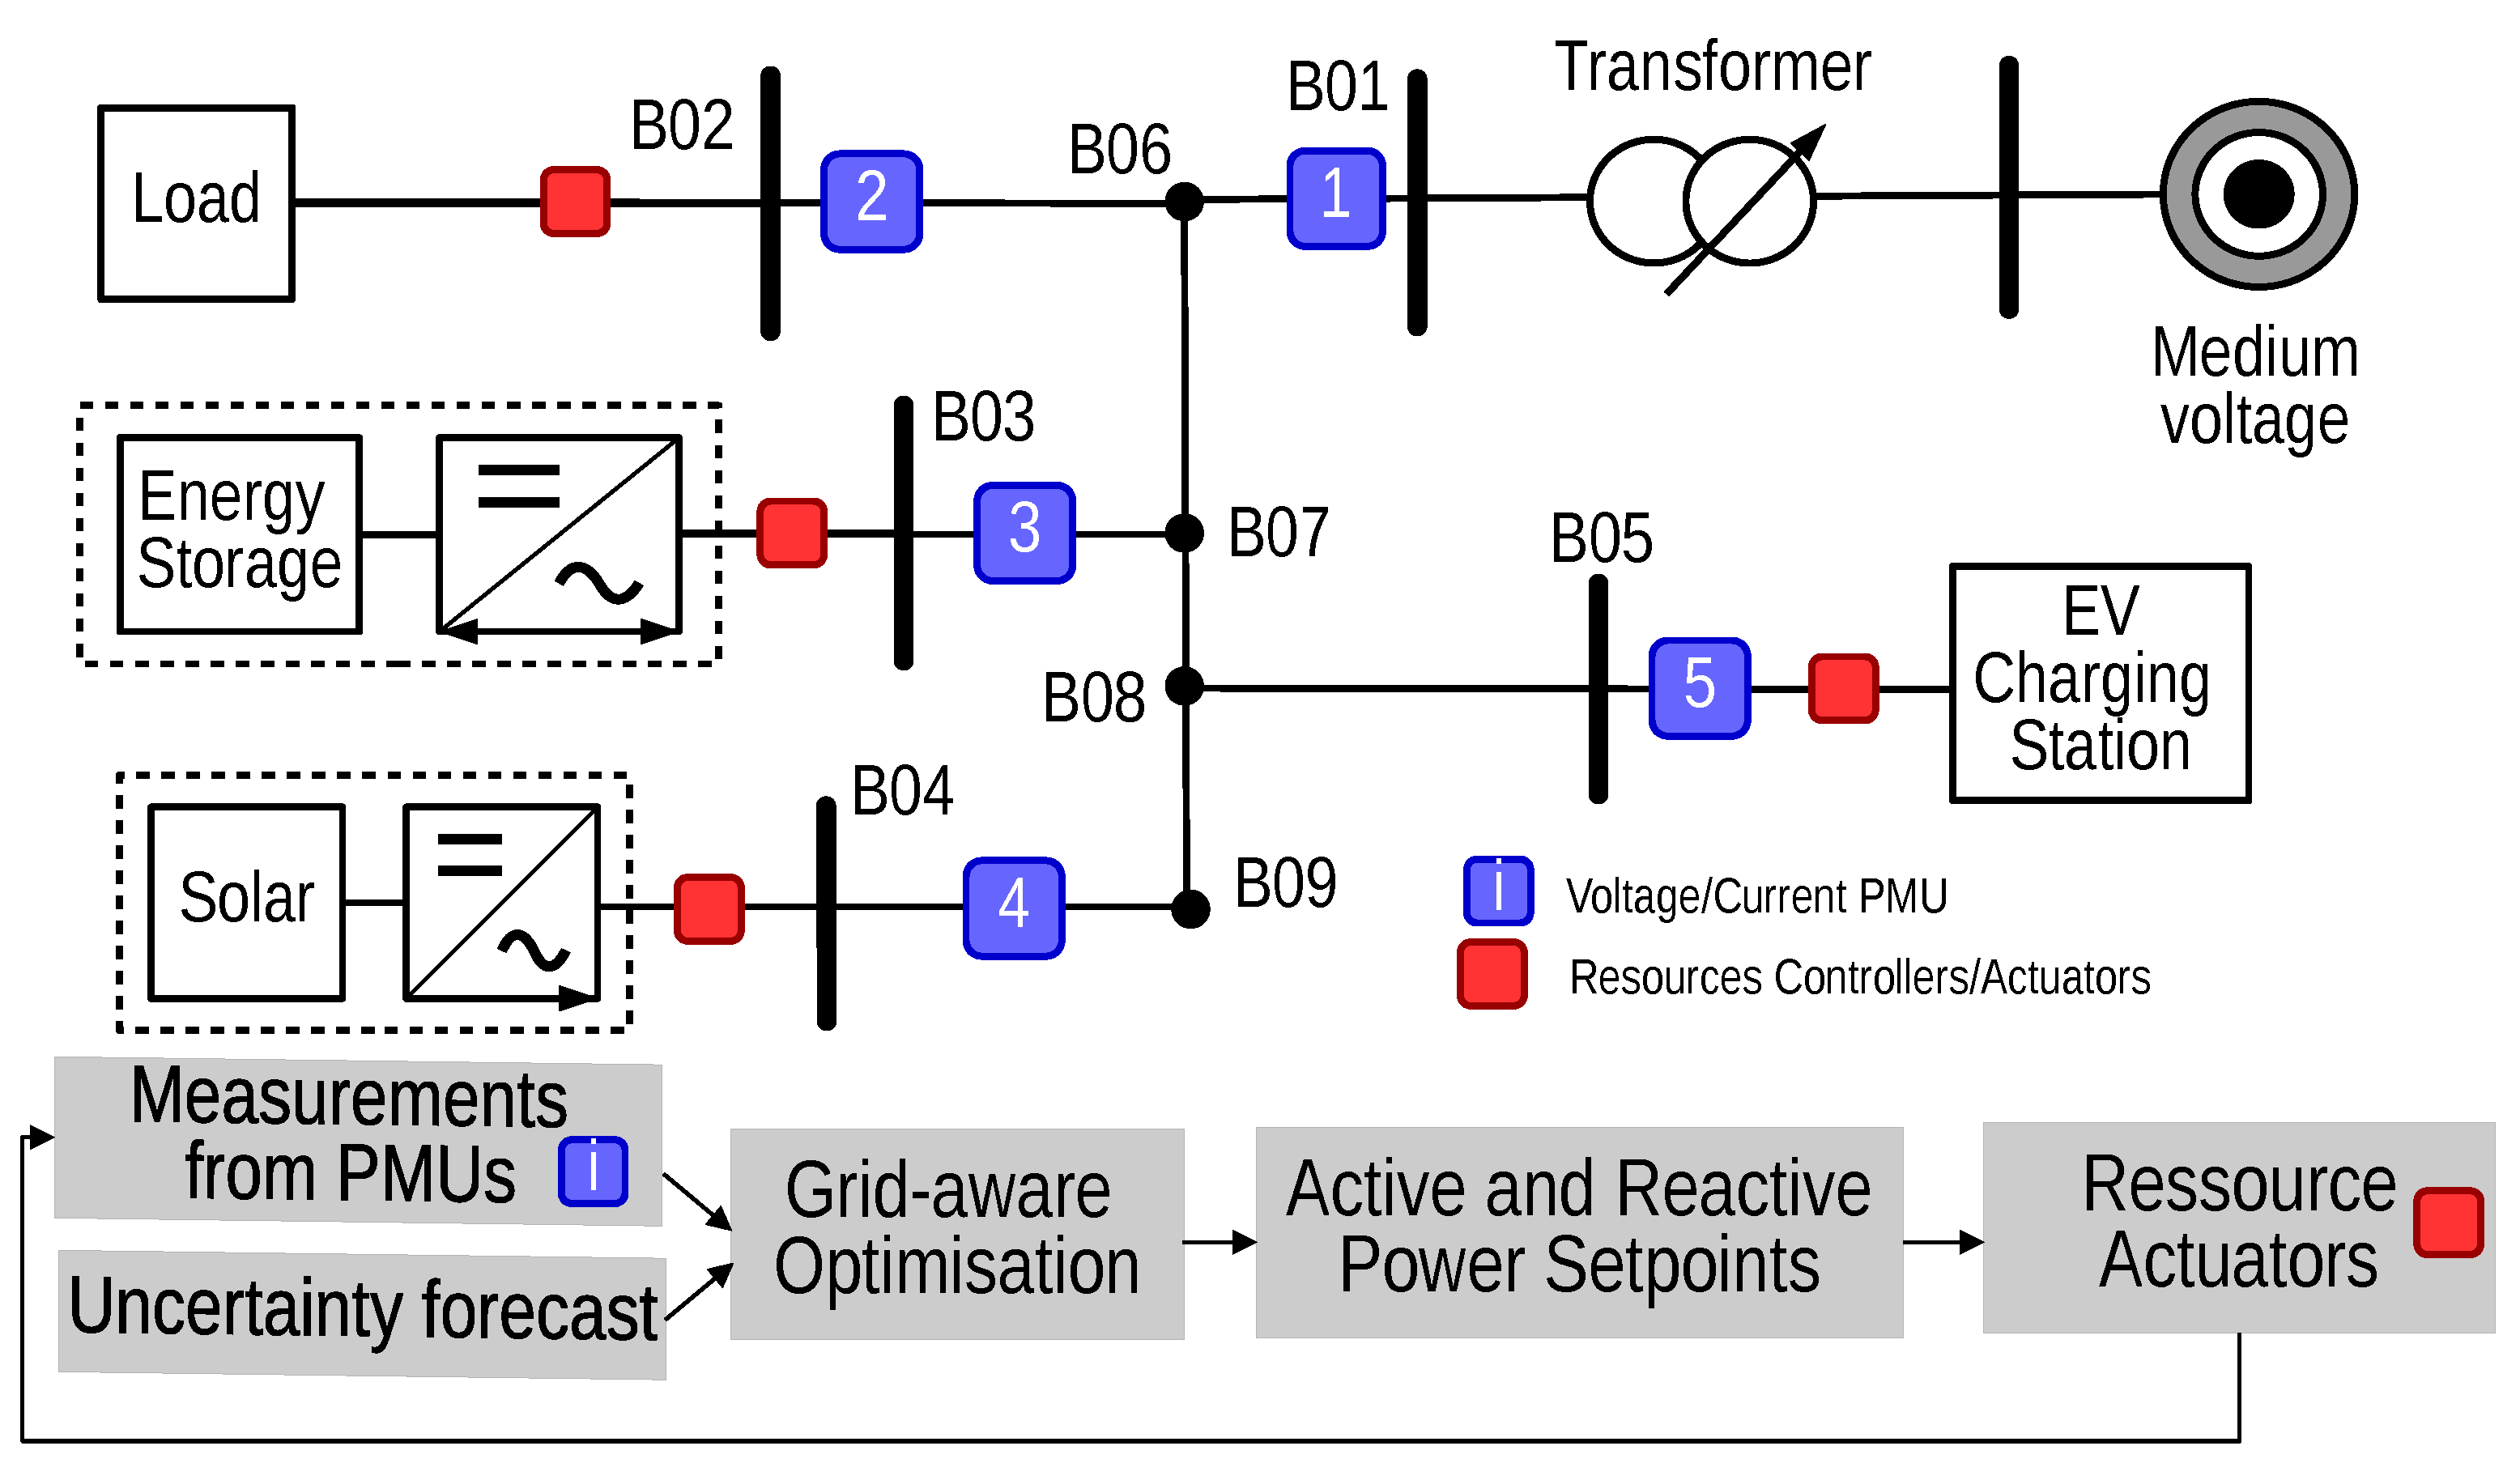 Transformer
B01
B02
B06
Load
2
1
Medium
voltage
B03
Energy
Storage
3
B07
B05
EV
Charging
Station
5
B08
B04
Solar
4
B09
i
Voltage/Current PMU
Resources Controllers/Actuators
Measurements
from PMUs
i
Uncertainty forecast
Grid-aware
Optimisation
Active and Reactive
Power Setpoints
Ressource
Actuators